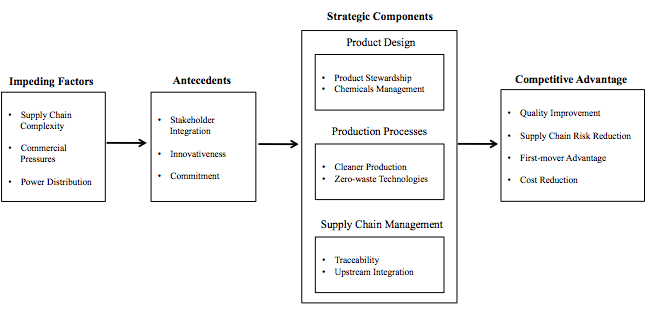 Impeding Factors
• Supply Chain
Complexity
• Commercial
Pressures
• Power Distribution
Antecedents
• Stakeholder
Integration
• Innovativeness
• Commitment
Strategic Components
Product Design
• Product Stewardship
• Chemicals Management
Production Processes
• Cleaner Production
• Zero-waste Technologies
Supply Chain Management
• Traceability
• Upstream Integration
Competitive Advantage
• Quality Improvement
• Supply Chain Risk Reduction
• First-mover Advantage
• Cost Reduction